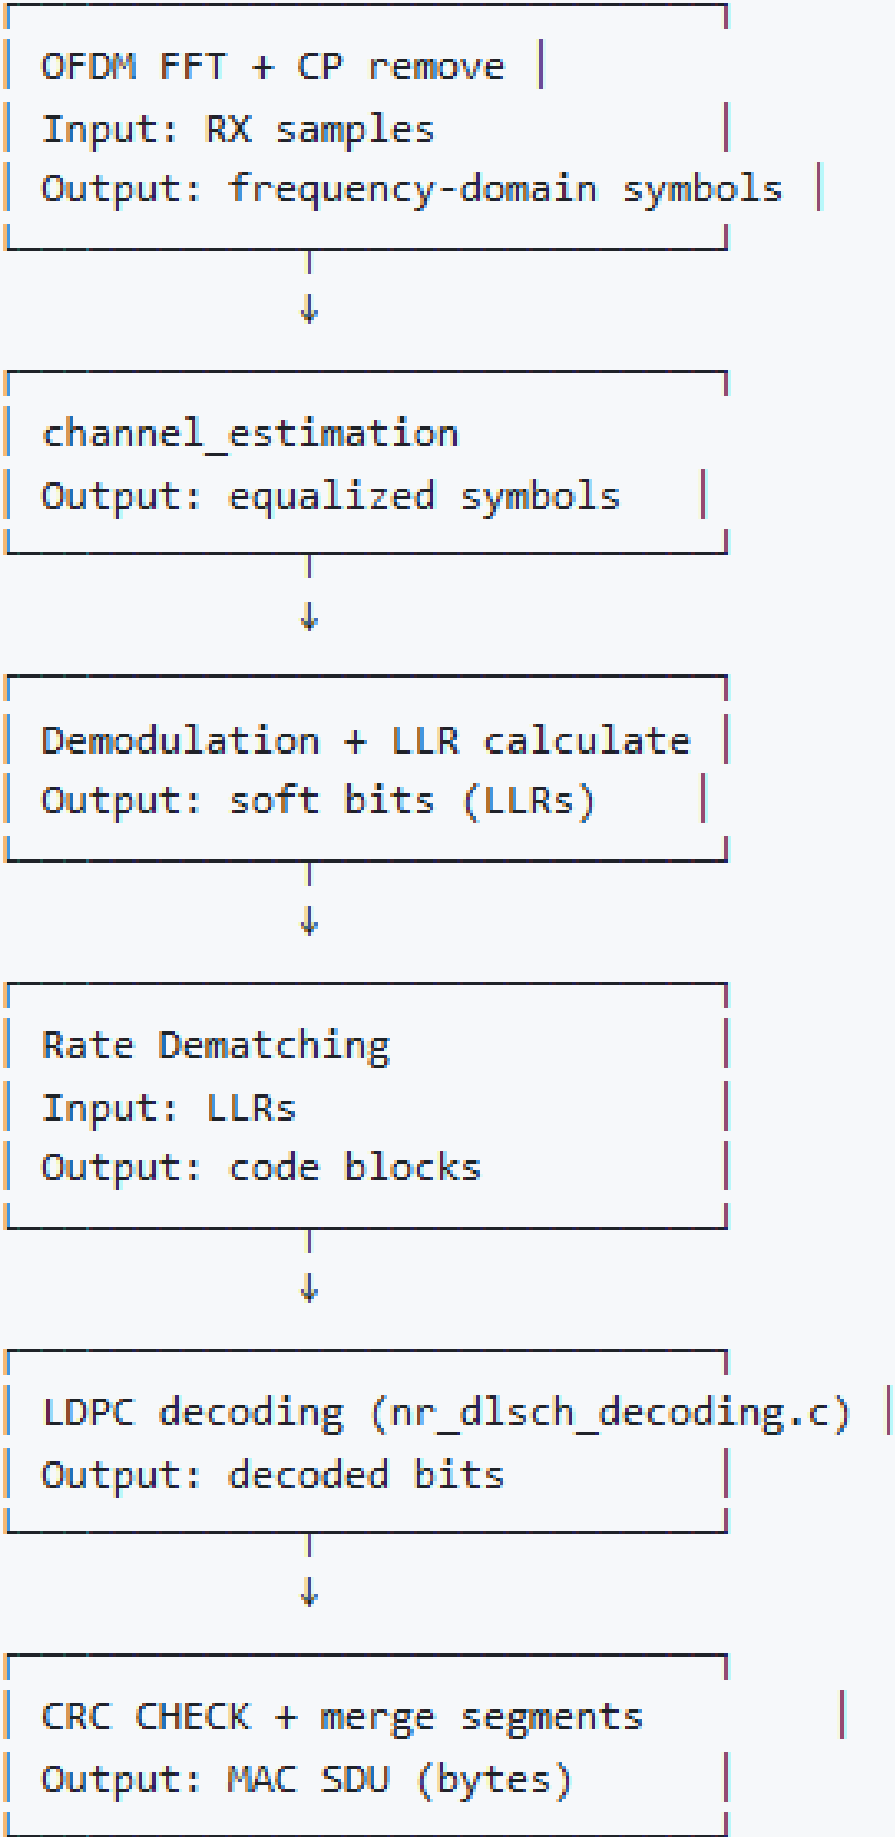 OFDM FFT + CP remove
Input: RX samples
Output: frequency-domain symbols
channel_estimation
Output: equalized symbols
Demodulation + LLR calculate
Output: soft bits (LLRs)
Rate Dematching
Input: LLRs
Output: code blocks
LDPC decoding (nr_dlsch_decoding.c)
Output: decoded bits
CRC CHECK + merge segments
Output: MAC SDU (bytes)